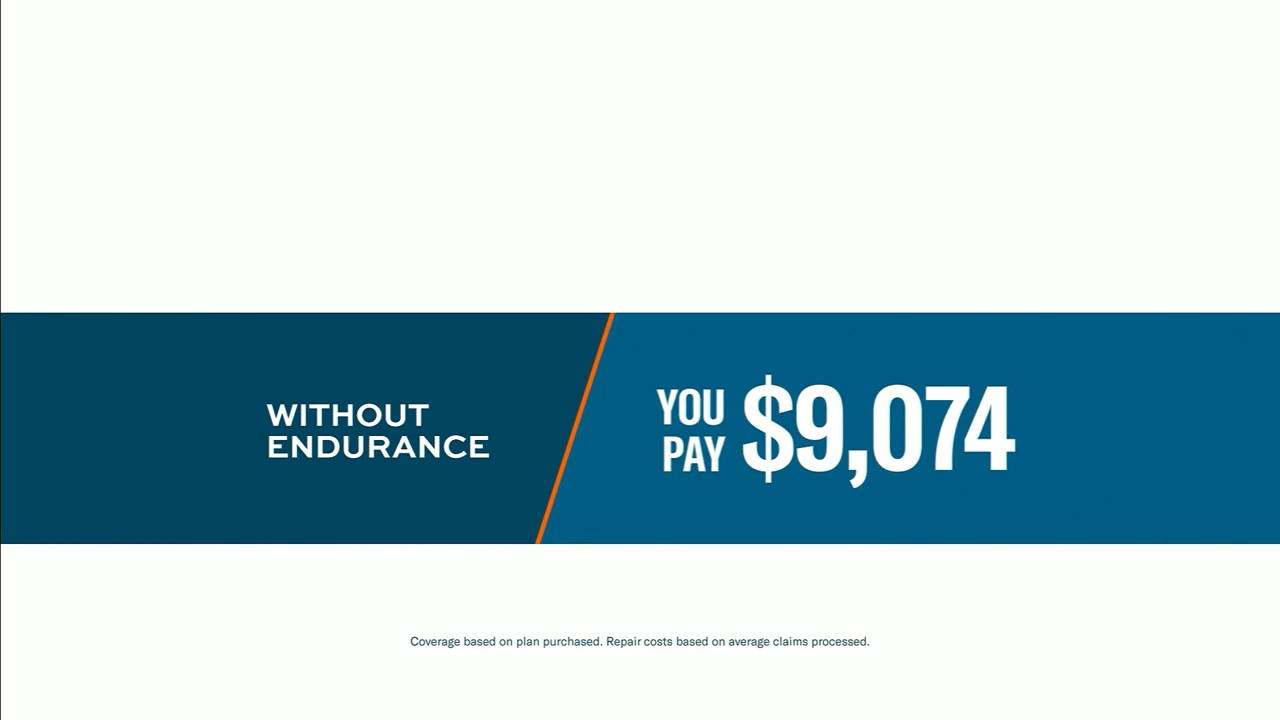 WITHOUT
ENDURANCE
YOU
PAY
$9,074
Coverage based on plan purchased. Repair costs based on average claims processed.